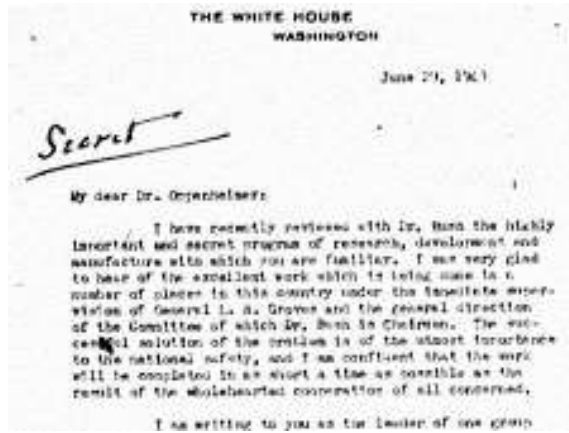 THE WHITE HOUSE
WASHINGTON
June 29, 1943
Secret
My dear Dr. Oppenheimer:
I have recently reviewed with Dr. Bush the highly
important and secret program of research, development and
manufacture with which you are familiar. I was very glad
to hear of the excellent work which is being done in a
number of places in this country under the immediate super-
vision of General L. R. Groves and the general direction
of the Committee of which Dr. Bush is Chairman. The suc-
cessful solution of the problem is of the utmost importance
to the national safety, and I am confident that the work
will be completed in as short a time as possible as the
result of the wholehearted cooperation of all concerned.
I am writing to you as the leader of one group